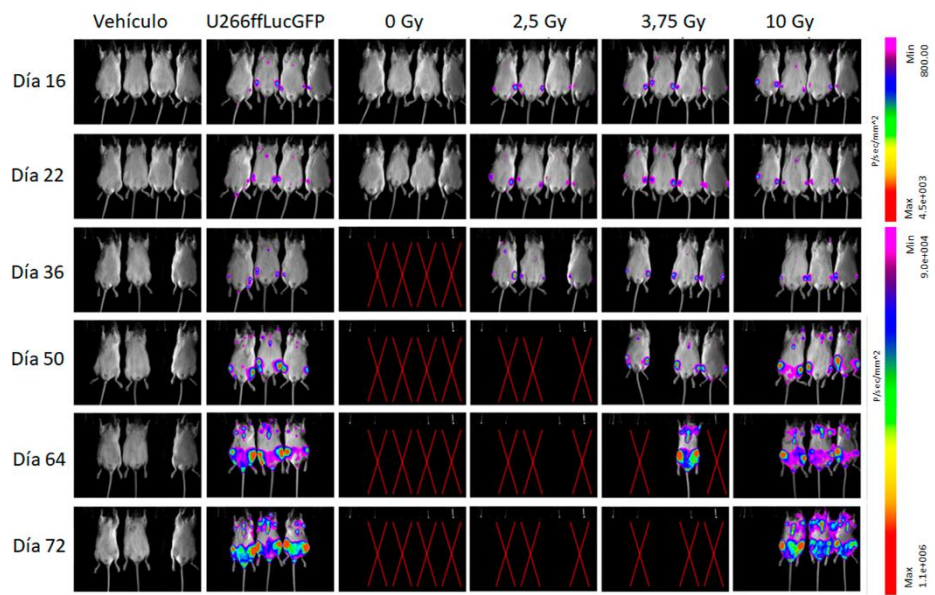 Vehículo U266ffLucGFP 0 Gy 2,5 Gy 3,75 Gy 10 Gy
Día 16
Día 22
Día 36
Día 50
Día 64
Día 72
Min
800.00
P/sec/mm^2
Max
4.5e+003
Min
9.0e+004
P/sec/mm^2
Max
1.1e+006